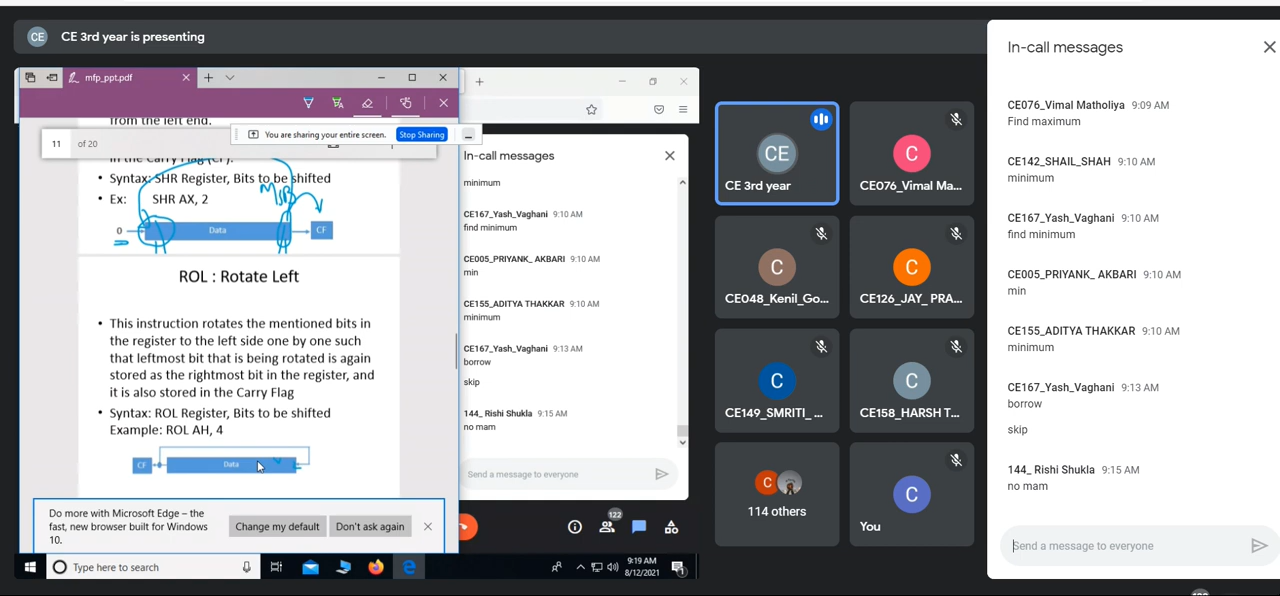 CE
CE 3rd year is presenting
mfp_ppt.pdf
from the left end.
You are sharing your entire screen.
Stop Sharing
11
of 20
in the Carry Flag (CF).
• Syntax: SHR Register, Bits to be shifted
• Ex: SHR AX, 2
MSB
0
Data
CF
ROL : Rotate Left
• This instruction rotates the mentioned bits in
the register to the left side one by one such
that leftmost bit that is being rotated is again
stored as the rightmost bit in the register, and
it is also stored in the Carry Flag
• Syntax: ROL Register, Bits to be shifted
Example: ROL AH, 4
CF
Data
Do more with Microsoft Edge – the
fast, new browser built for Windows
10.
Change my default
Don't ask again
Type here to search
9:19 AM
8/12/2021
1
In-call messages
minimum
CE167_Yash_Vaghani 9:10 AM
find minimum
CE005_PRIYANK_ AKBARI 9:10 AM
min
CE155_ADITYA THAKKAR 9:10 AM
minimum
CE167_Yash_Vaghani 9:13 AM
borrow
skip
144_ Rishi Shukla 9:15 AM
no mam
Send a message to everyone
122
CE
CE 3rd year
C
CE076_Vimal Ma...
C
CE048_Kenil_Go...
C
CE126_JAY_ PRA...
C
CE149_SMRITI_ ...
C
CE158_HARSH T...
C
114 others
C
You
In-call messages
CE076_Vimal Matholiya 9:09 AM
Find maximum
CE142_SHAIL_SHAH 9:10 AM
minimum
CE167_Yash_Vaghani 9:10 AM
find minimum
CE005_PRIYANK_ AKBARI 9:10 AM
min
CE155_ADITYA THAKKAR 9:10 AM
minimum
CE167_Yash_Vaghani 9:13 AM
borrow
skip
144_ Rishi Shukla 9:15 AM
no mam
Send a message to everyone